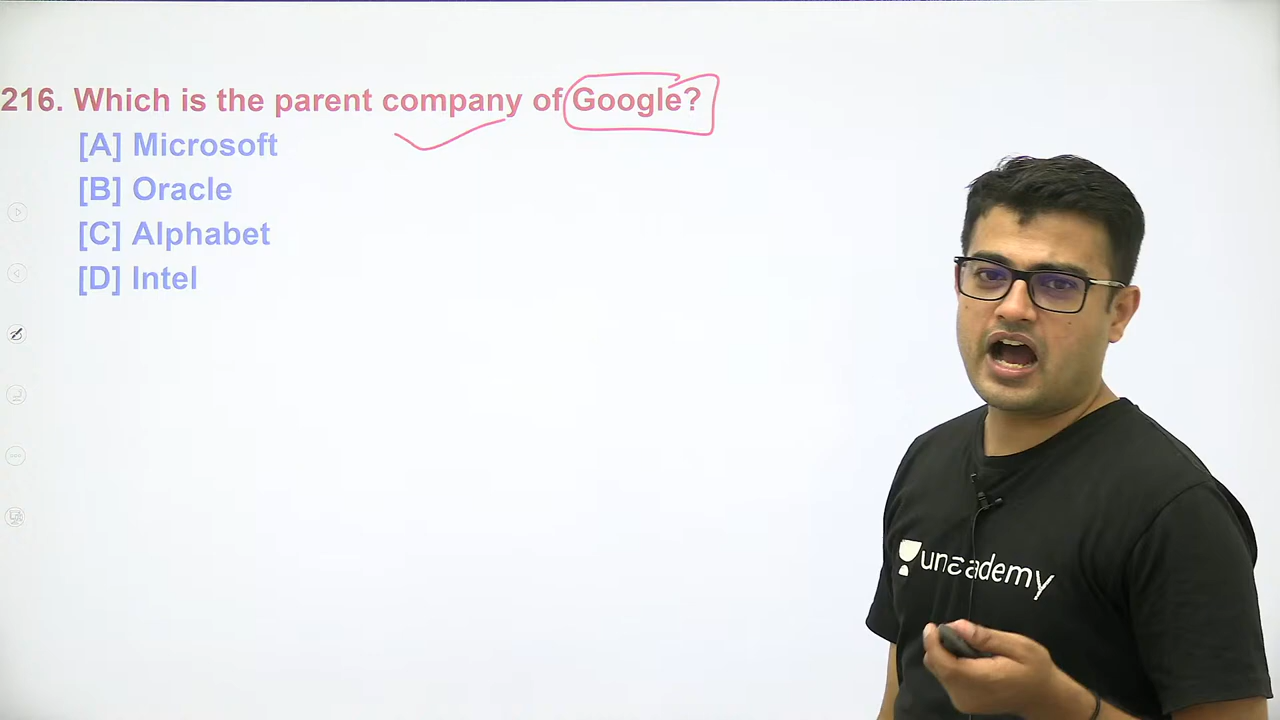 216. Which is the parent company of Google?
[A] Microsoft
[B] Oracle
[C] Alphabet
[D] Intel
unacademy